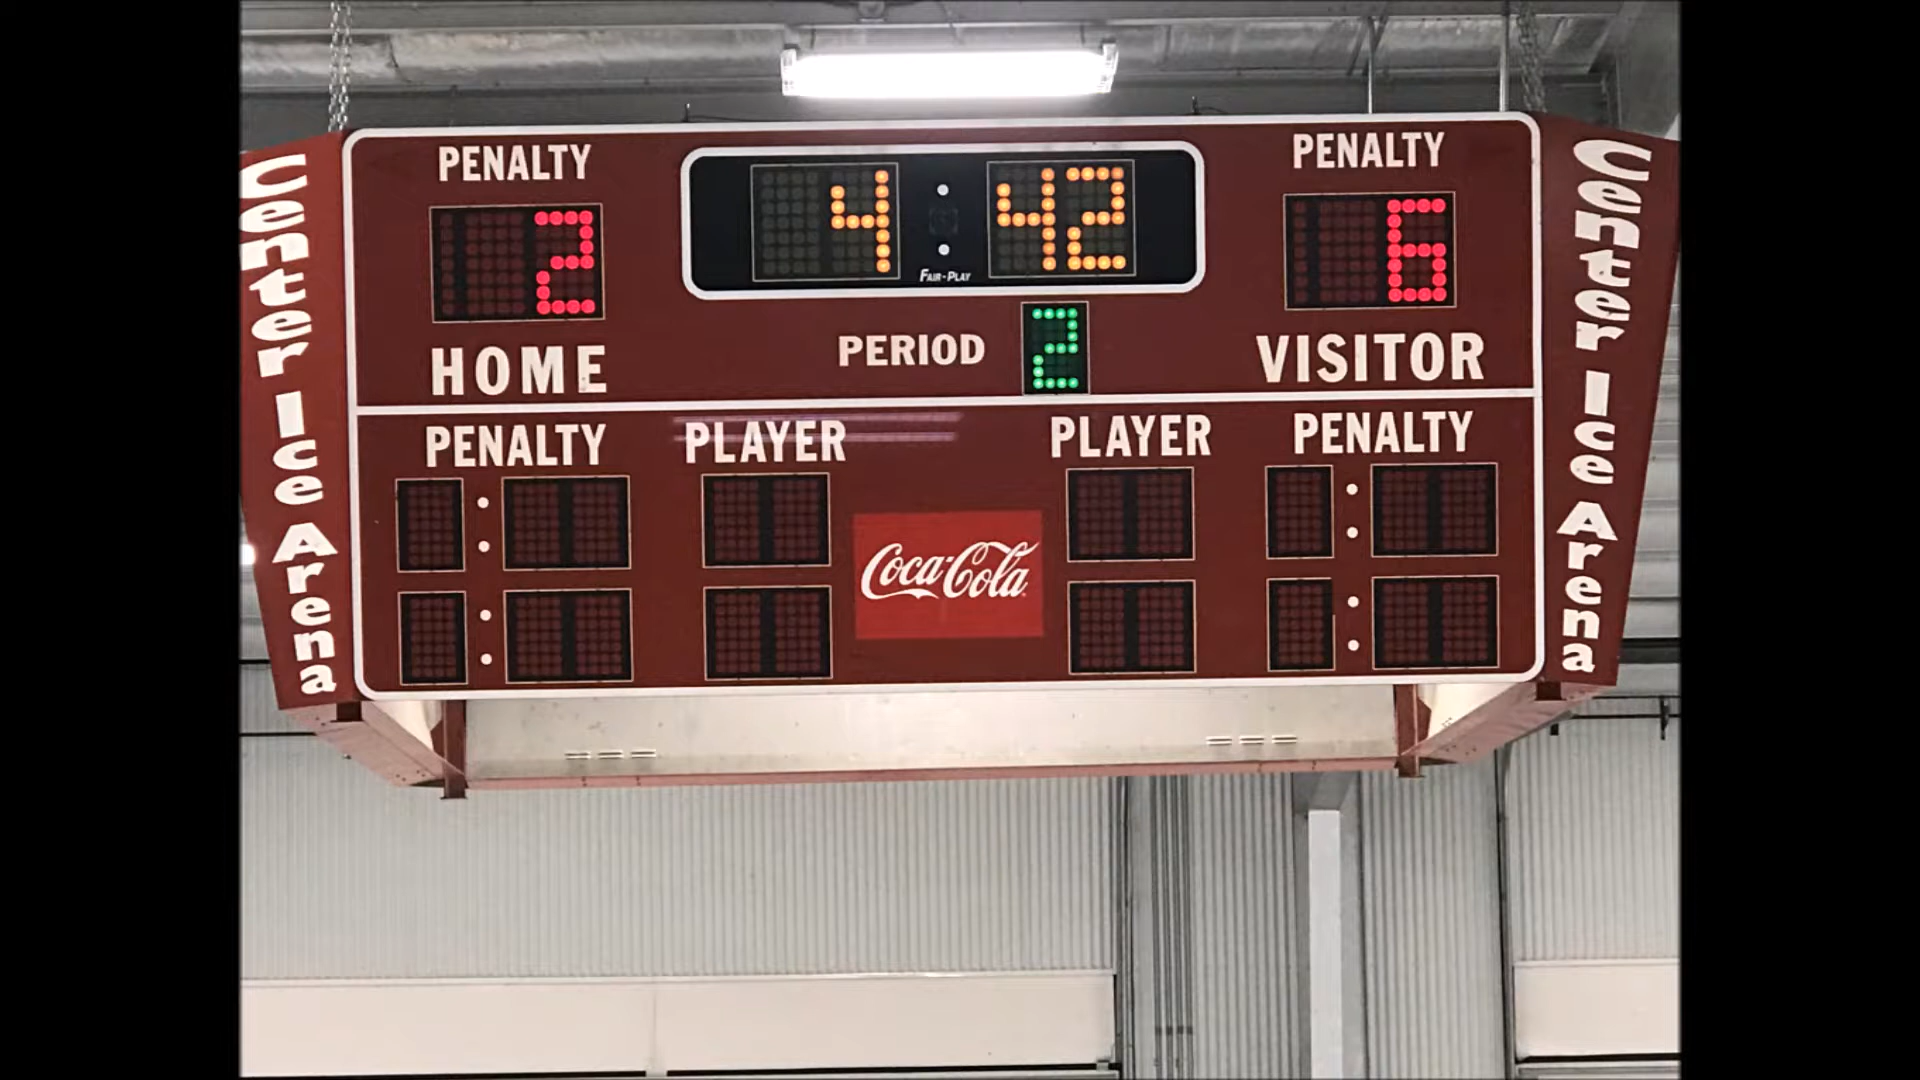 Center Ice Arena
PENALTY
2
HOME
4:42
FAIR-PLAY
PERIOD 2
PENALTY
6
VISITOR
PENALTY PLAYER PLAYER PENALTY
Coca-Cola
Center Ice Arena